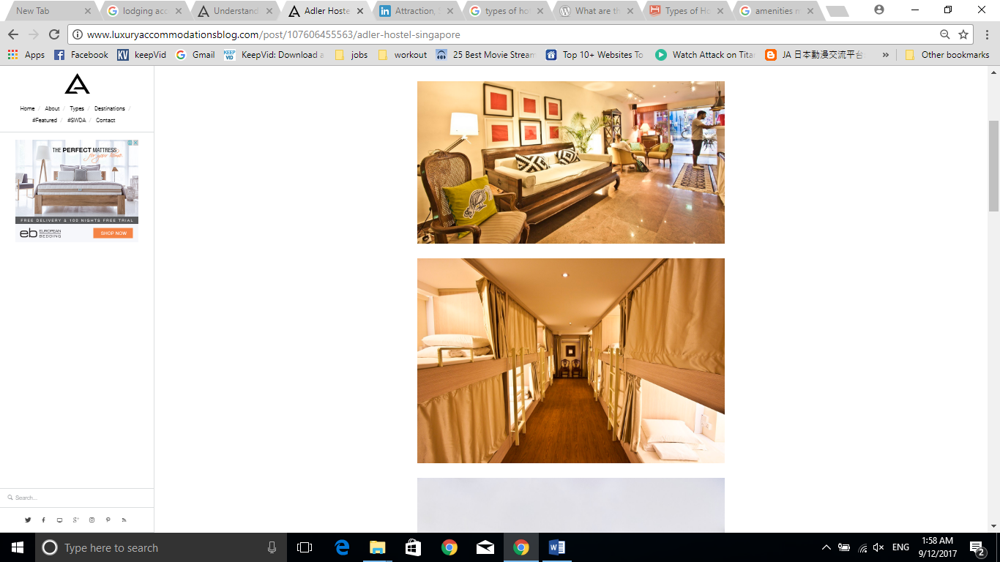 New Tab
lodging acc
Understand
Adler Hoste
Attraction, S
types of hot
What are th
Types of Ho
amenities m
www.luxuryaccommodationsblog.com/post/107606455563/adler-hostel-singapore
Apps
Facebook
keepVid
Gmail
KeepVid: Download a
jobs
workout
25 Best Movie Stream
Top 10+ Websites To
Watch Attack on Titan
JA 日本動漫交流平台
»
Other bookmarks
Home / About / Types / Destinations /
#Featured / #SWDA / Contact
THE PERFECT MATTRESS
for your home
FREE DELIVERY & 100 NIGHTS FREE TRIAL
eb EUROPEAN BEDDING
SHOP NOW
Search...
Type here to search
ENG
1:58 AM
9/12/2017
2